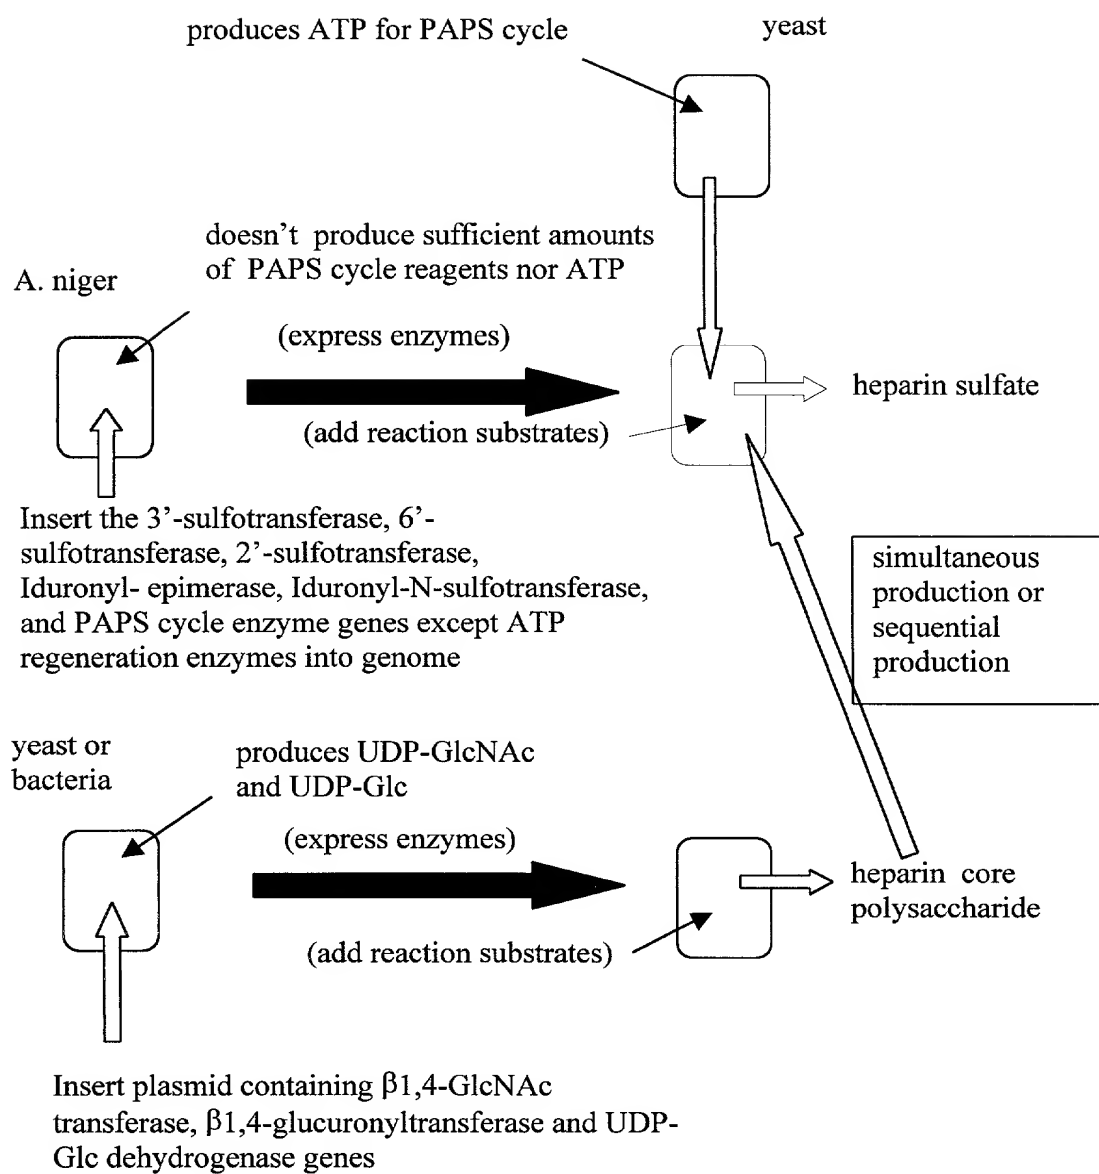 produces ATP for PAPS cycle
yeast
doesn't produce sufficient amounts
of PAPS cycle reagents nor ATP
A. niger
(express enzymes)
(add reaction substrates)
heparin sulfate
Insert the 3'-sulfotransferase, 6'-
sulfotransferase, 2'-sulfotransferase,
Iduronyl- epimerase, Iduronyl-N-sulfotransferase,
and PAPS cycle enzyme genes except ATP
regeneration enzymes into genome
simultaneous
production or
sequential
production
yeast or
bacteria
produces UDP-GlcNAc
and UDP-Glc
(express enzymes)
(add reaction substrates)
heparin core
polysaccharide
Insert plasmid containing β1,4-GlcNAc
transferase, β1,4-glucuronyltransferase and UDP-
Glc dehydrogenase genes